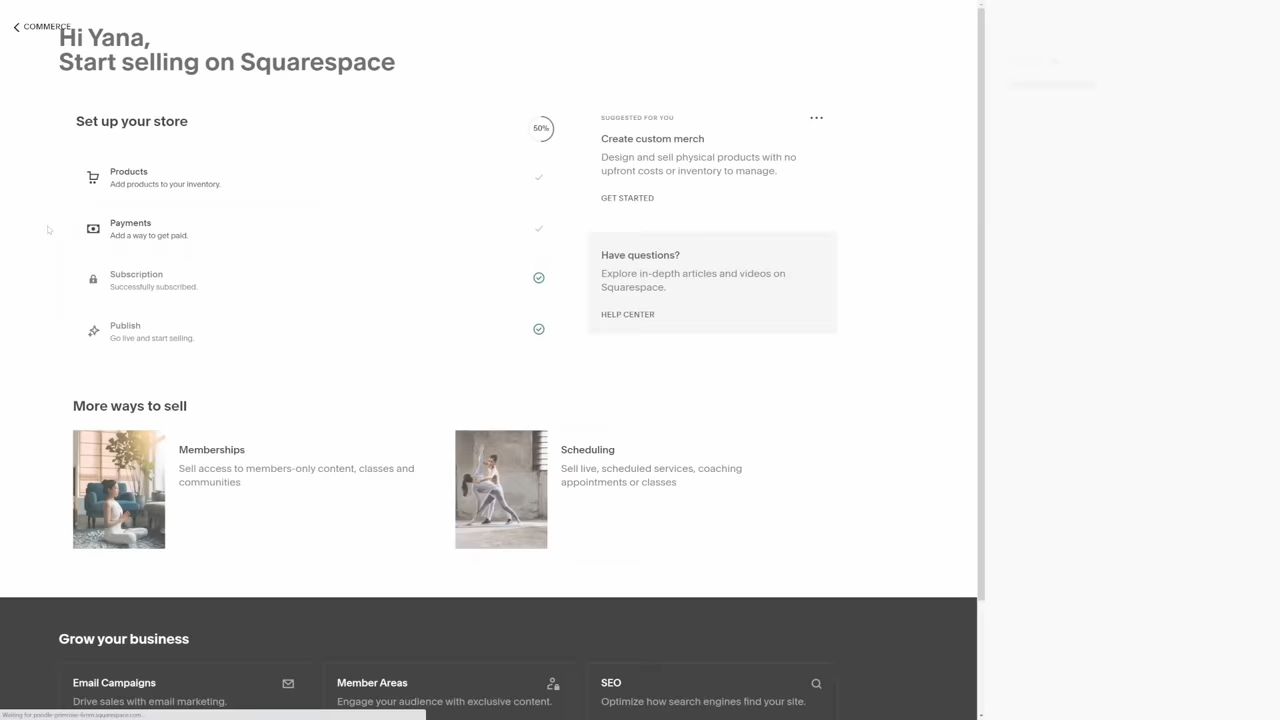 COMMERCE
Hi Yana,
Start selling on Squarespace
Set up your store
50%
Products
Add products to your inventory.
Payments
Add a way to get paid.
Subscription
Successfully subscribed.
Publish
Go live and start selling.
SUGGESTED FOR YOU
Create custom merch
Design and sell physical products with no
upfront costs or inventory to manage.
GET STARTED
Have questions?
Explore in-depth articles and videos on
Squarespace.
HELP CENTER
More ways to sell
Memberships
Sell access to members-only content, classes and
communities
Scheduling
Sell live, scheduled services, coaching
appointments or classes
Grow your business
Email Campaigns
Drive sales with email marketing.
Member Areas
Engage your audience with exclusive content.
SEO
Optimize how search engines find your site.